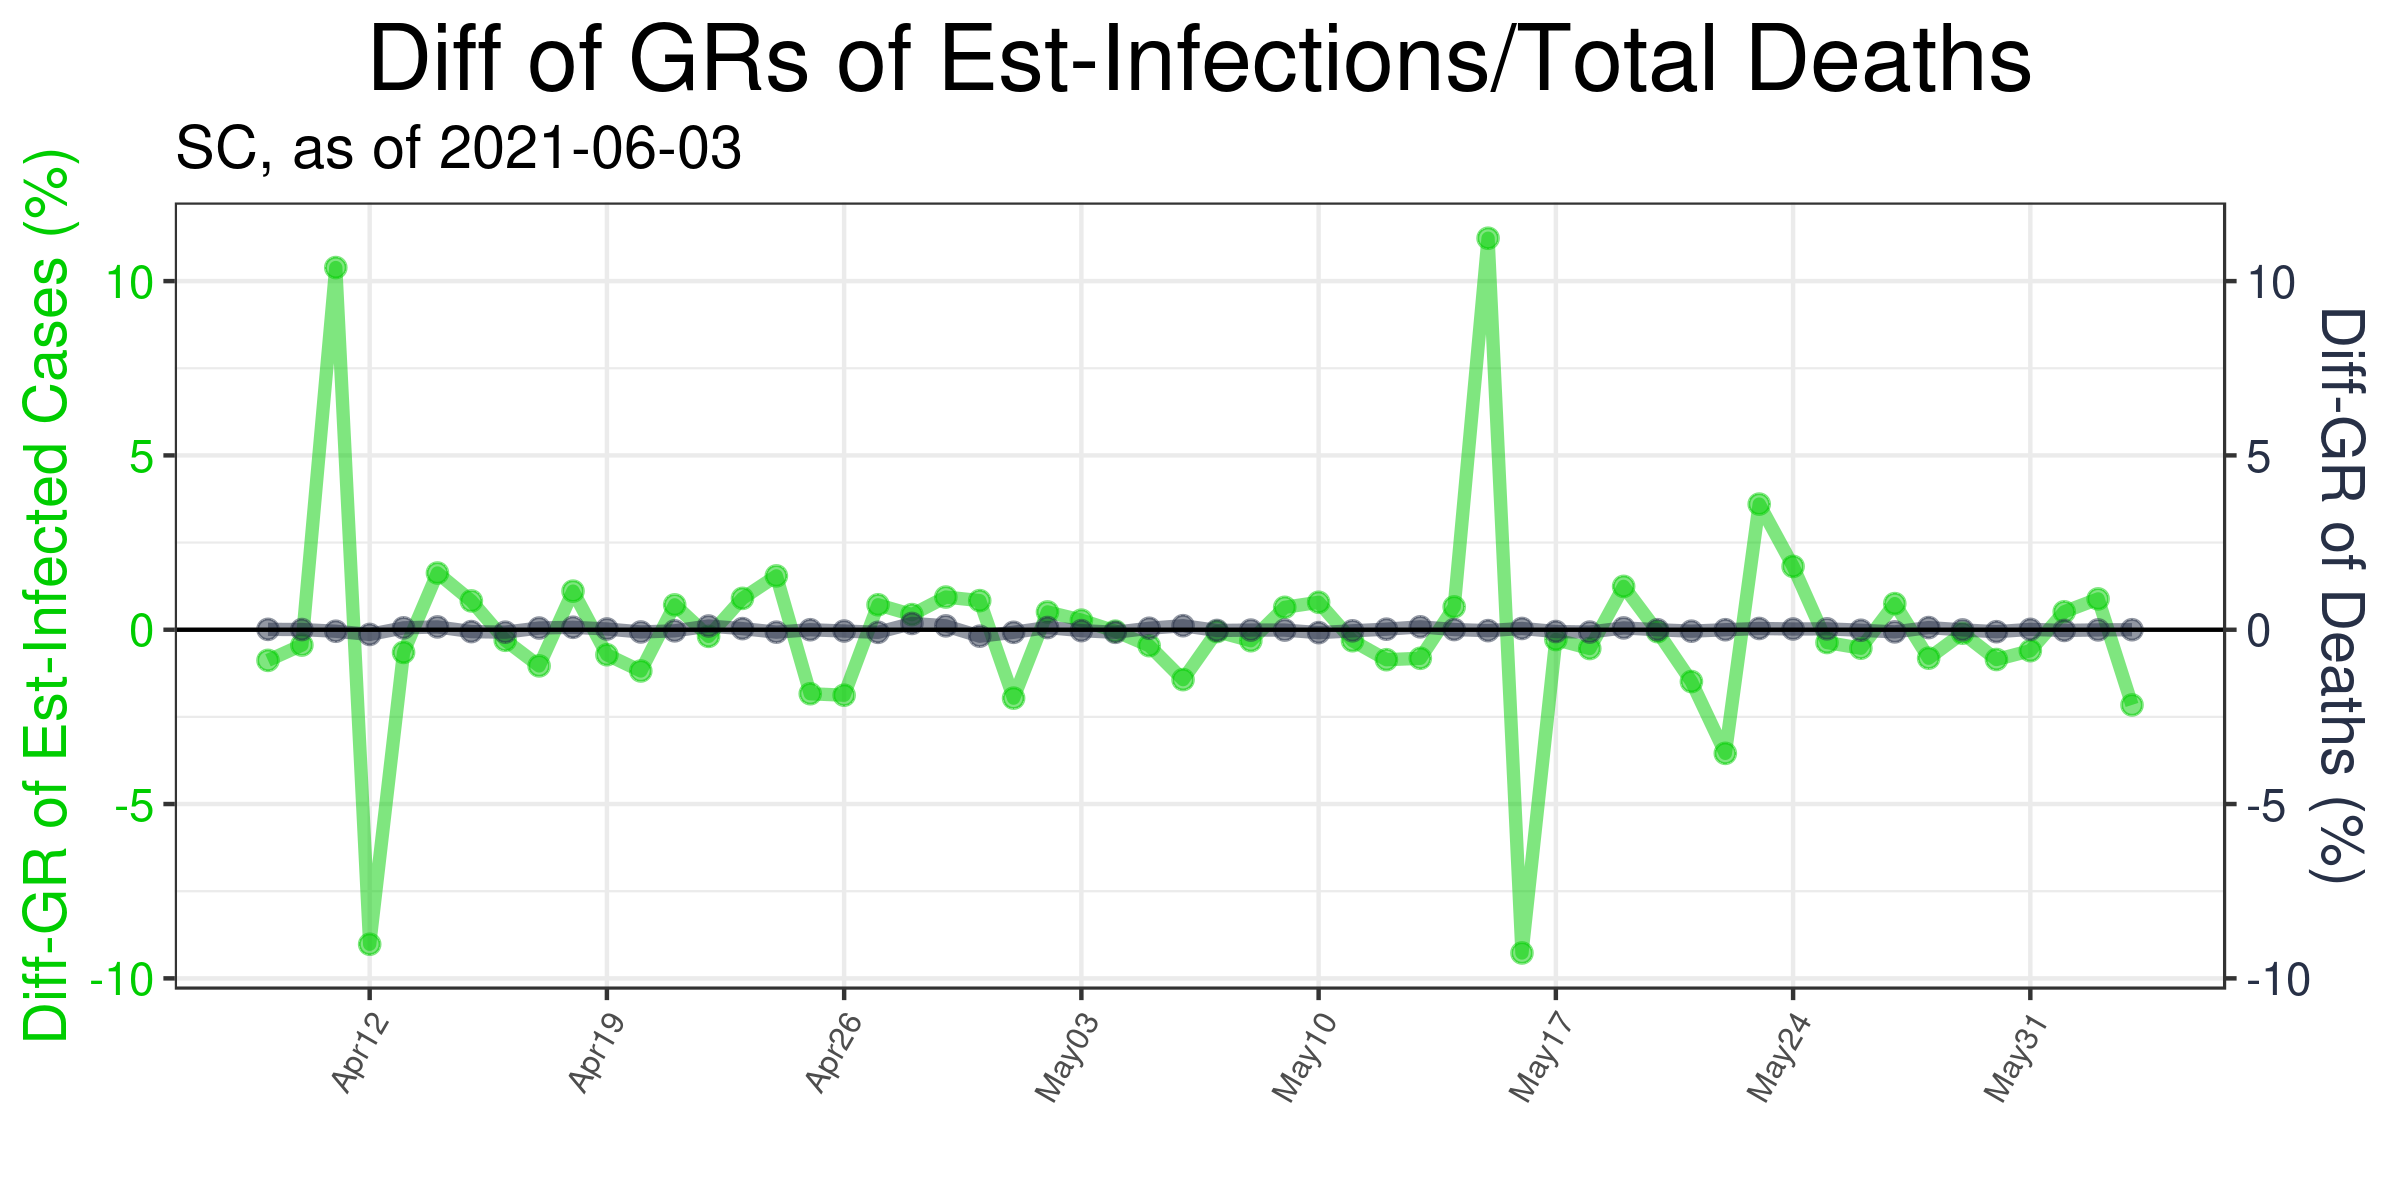 Diff of GRs of Est-Infections/Total Deaths
SC, as of 2021-06-03
Diff-GR of Est-Infected Cases (%)
10
5
0
-5
-10
10
5
0
-5
-10
Diff-GR of Deaths (%)
Apr12
Apr19
Apr26
May03
May10
May17
May24
May31